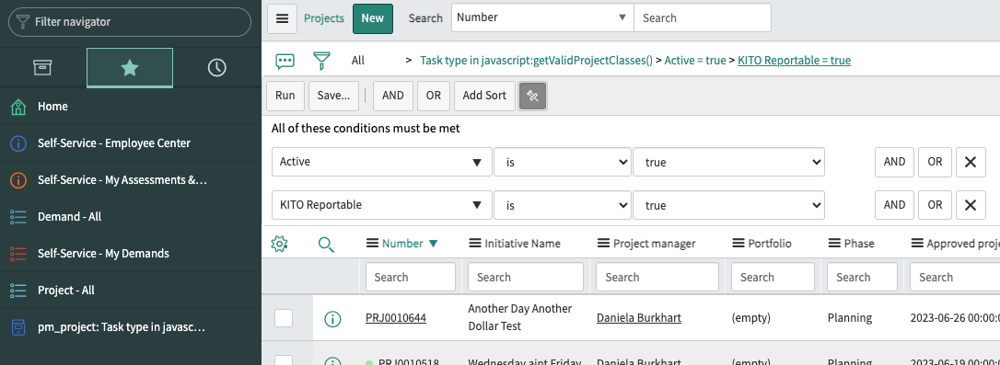 Filter navigator
Home
Self-Service - Employee Center
Self-Service - My Assessments &...
Demand - All
Self-Service - My Demands
Project - All
pm_project: Task type in javasc...
Projects New Search Number Search
All > Task type in javascript:getValidProjectClasses() > Active = true > KITO Reportable = true
Run Save... AND OR Add Sort
All of these conditions must be met
Active is true AND OR
KITO Reportable is true AND OR
Number Initiative Name Project manager Portfolio Phase Approved proje
Search Search Search Search Search Search
PRJ0010644 Another Day Another Dollar Test Daniela Burkhart (empty) Planning 2023-06-26 00:00:0
PRJ0010518 Wednesday aint Friday Daniela Burkhart (empty) Planning 2023-06-19 00:00:0